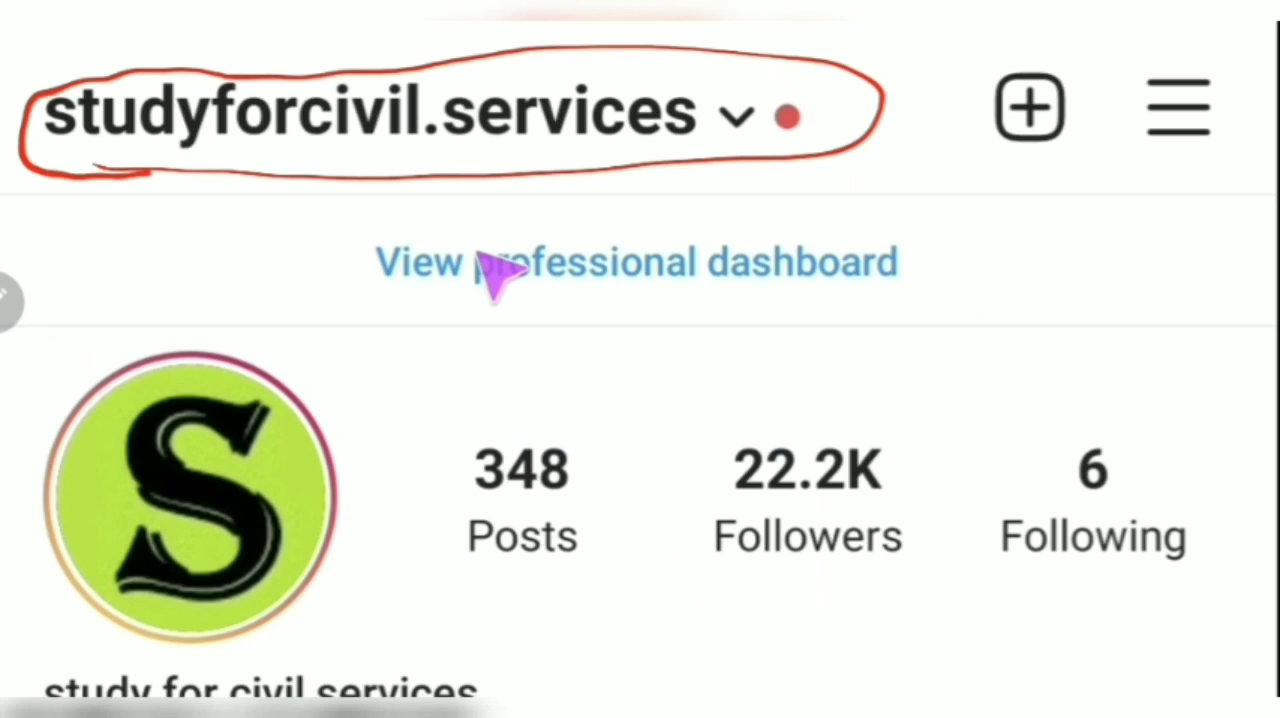 studyforcivil.services
View professional dashboard
S
348 22.2K 6
Posts Followers Following
study for civil services